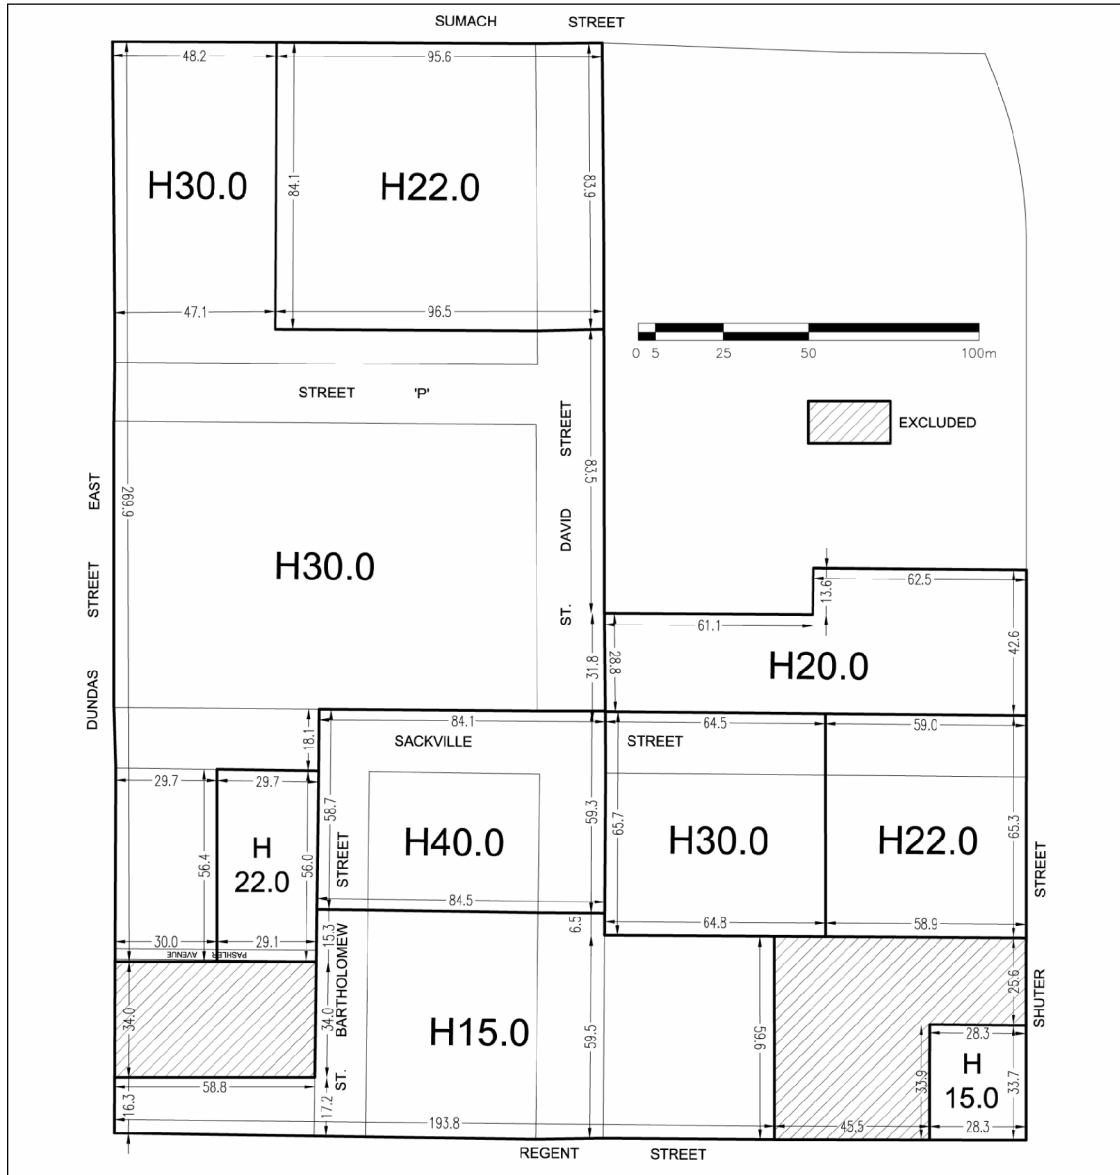 SUMACH STREET
48.2 95.6
H30.0 H22.0
84.1 83.9
47.1 96.5
0 5 25 50 100m
STREET 'P'
EXCLUDED
269.9
83.5
DUNDAS STREET EAST
ST. DAVID STREET
H30.0
62.5
13.6
61.1
28.8
31.8
42.6
H20.0
84.1 64.5 59.0
18.1
SACKVILLE STREET
29.7 29.7
58.7 59.3 65.7 65.3
56.4 56.0
H
22.0
H40.0 H30.0 H22.0
84.5 64.8 58.9
30.0 29.1
15.3
6.5
PASHLER
AVENUE
ST. BARTHOLOMEW STREET
SHUTER STREET
34.0 34.0
H15.0
59.5 59.6
25.6
28.3
H
15.0
33.9 33.7
58.8
16.3 17.2
193.8 45.5 28.3
REGENT STREET